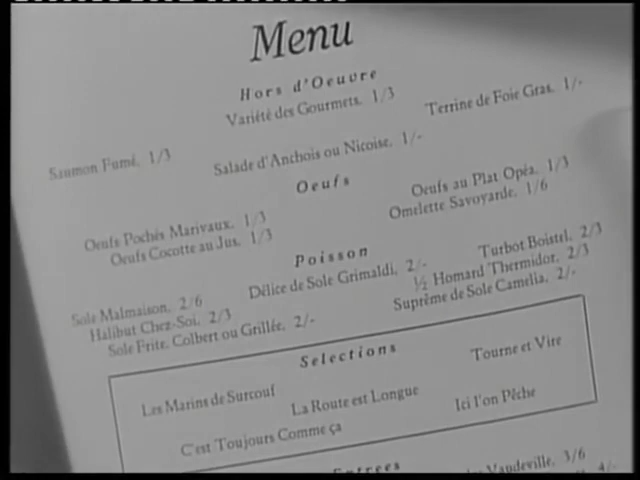 Menu
Hors d'Oeuvre
Variété des Gourmets. 1/3
Saumon Fumé. 1/3
Salade d'Anchois ou Nicoise. 1/-
Terrine de Foie Gras. 1/-
Oeufs
Oeufs Pochés Marivaux. 1/3
Oeufs au Plat Opéa. 1/3
Oeufs Cocotte au Jus. 1/3
Omelette Savoyarde. 1/6
Poisson
Sole Malmaison. 2/6
Délice de Sole Grimaldi. 2/-
Turbot Boistel. 2/3
Halibut Chez-Soi. 2/3
½ Homard Thermidor. 2/3
Sole Frite, Colbert ou Grillée. 2/-
Suprême de Sole Camelia. 2/-
Selections
Les Marins de Surcouf
La Route est Longue
Tourne et Vire
C'est Toujours Comme ça
Ici l'on Pêche
Entrees
Vaudeville. 3/6
4/-